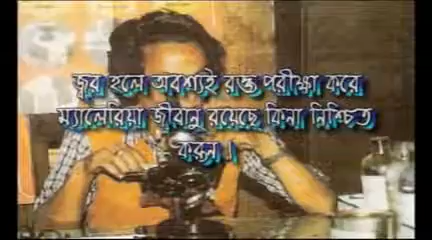 জ্বর হলে অবশ্যই রক্ত পরীক্ষা করে
ম্যালেরিয়া জীবানু রয়েছে কিনা নিশ্চিত
করুন ।